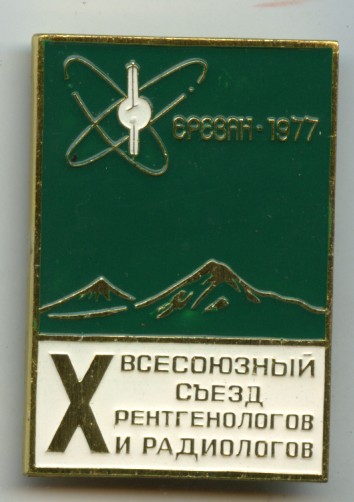 ЕРЕВАН · 1977
X ВСЕСОЮЗНЫЙ
СЪЕЗД
РЕНТГЕНОЛОГОВ
И РАДИОЛОГОВ